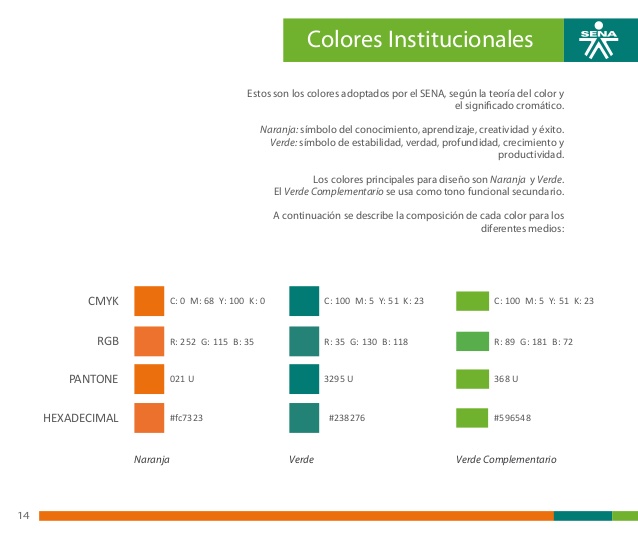 Colores Institucionales
SENA
Estos son los colores adoptados por el SENA, según la teoría del color y
el significado cromático.
Naranja: símbolo del conocimiento, aprendizaje, creatividad y éxito.
Verde: símbolo de estabilidad, verdad, profundidad, crecimiento y
productividad.
Los colores principales para diseño son Naranja y Verde.
El Verde Complementario se usa como tono funcional secundario.
A continuación se describe la composición de cada color para los
diferentes medios:
CMYK C: 0 M: 68 Y: 100 K: 0 C: 100 M: 5 Y: 51 K: 23 C: 100 M: 5 Y: 51 K: 23
RGB R: 252 G: 115 B: 35 R: 35 G: 130 B: 118 R: 89 G: 181 B: 72
PANTONE 021 U 3295 U 368 U
HEXADECIMAL #fc7323 #238276 #596548
Naranja Verde Verde Complementario
14